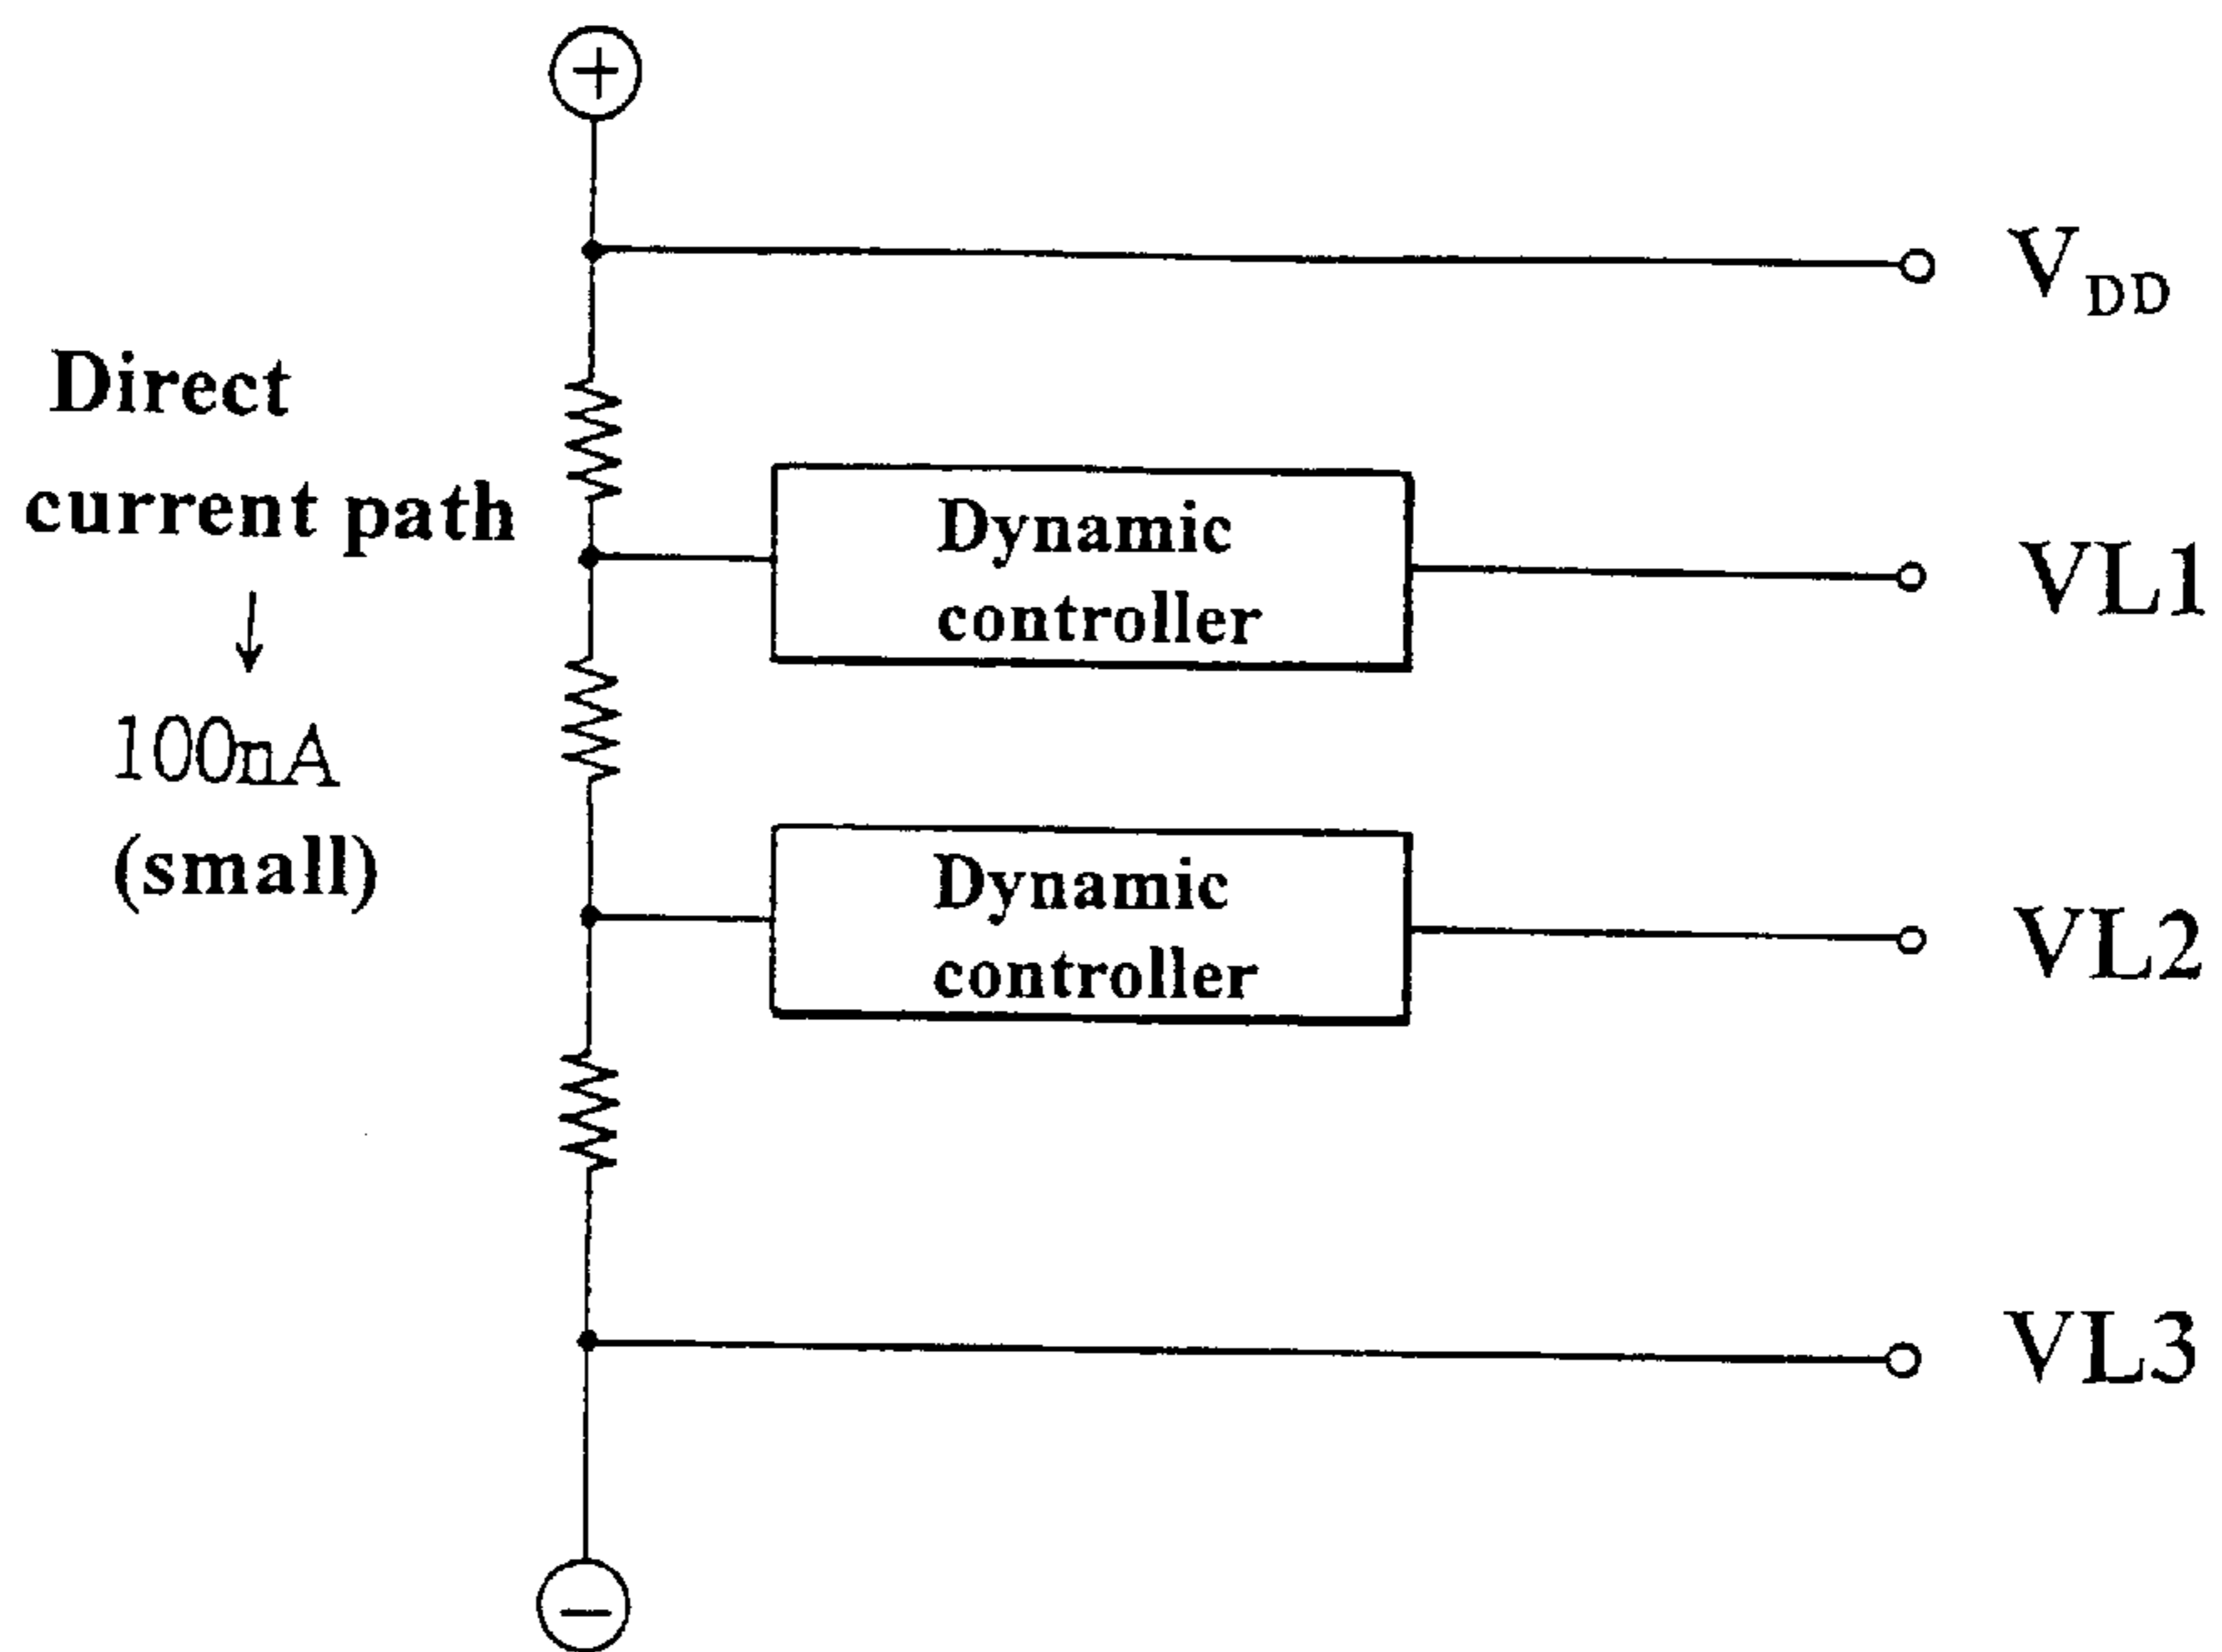 +
V_DD
Direct
current path
↓
100nA
(small)
Dynamic
controller
VL1
Dynamic
controller
VL2
VL3
−